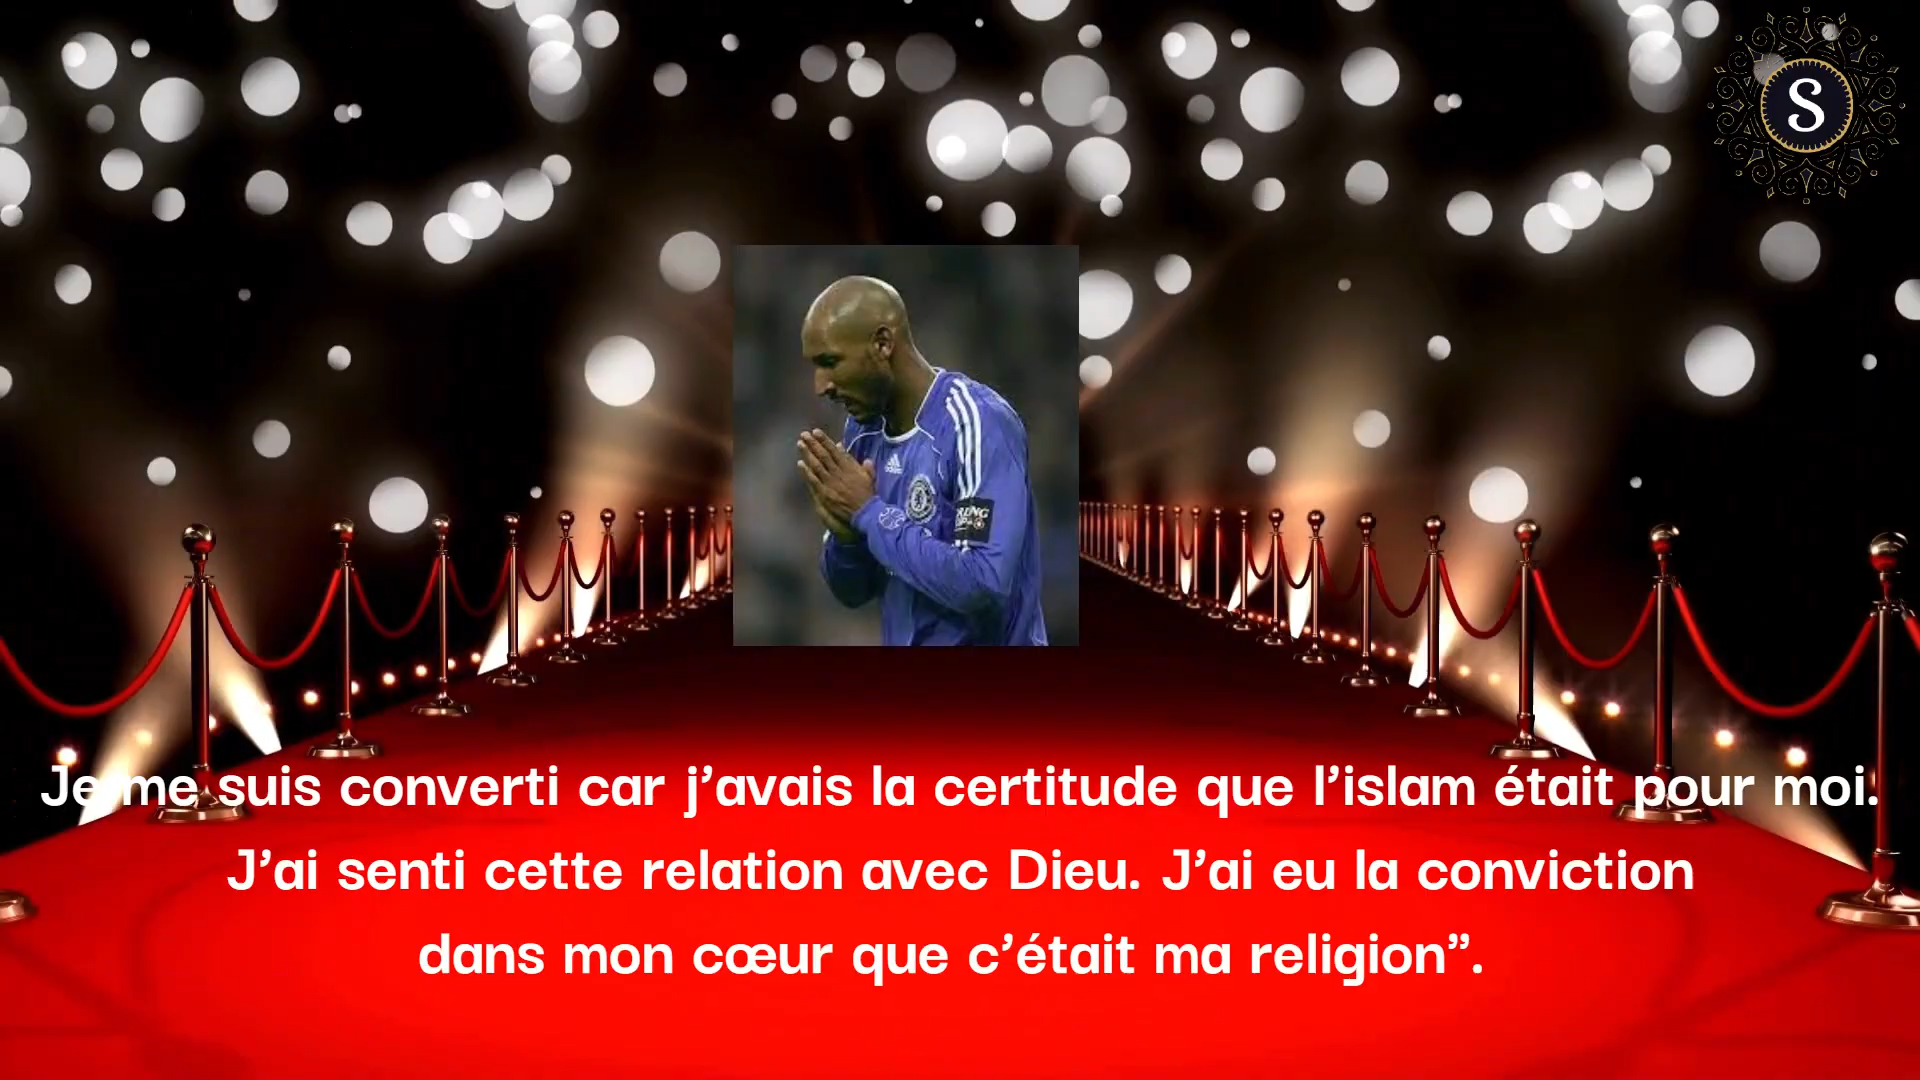 S
adidas
Je me suis converti car j’avais la certitude que l’islam était pour moi.
J’ai senti cette relation avec Dieu. J’ai eu la conviction
dans mon cœur que c’était ma religion”.